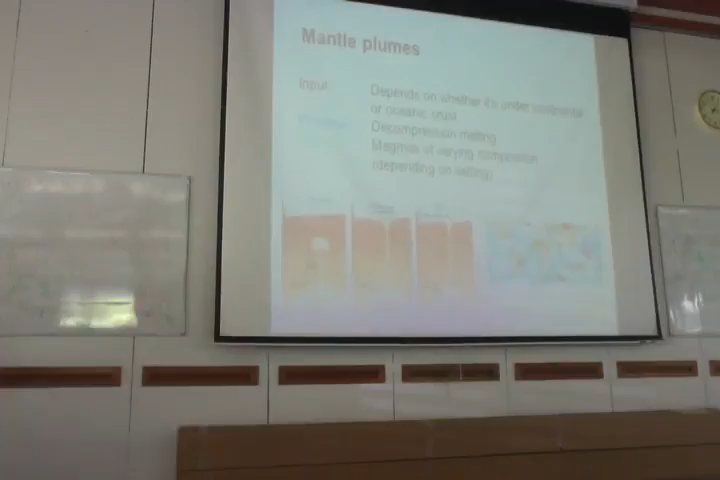 Mantle plumes
Input
Depends on whether it's under continental
or oceanic crust
Decompression melting
Magmas of varying composition
(depending on setting)